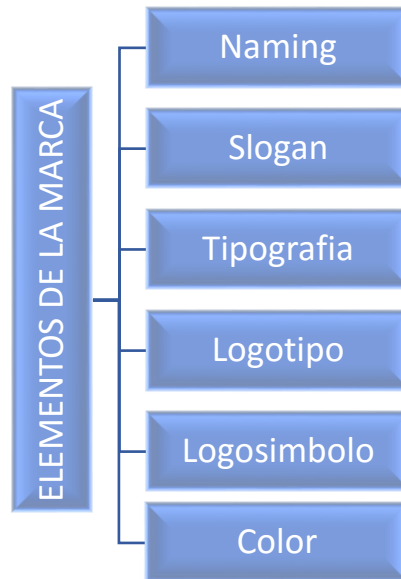 ELEMENTOS DE LA MARCA
Naming
Slogan
Tipografia
Logotipo
Logosimbolo
Color